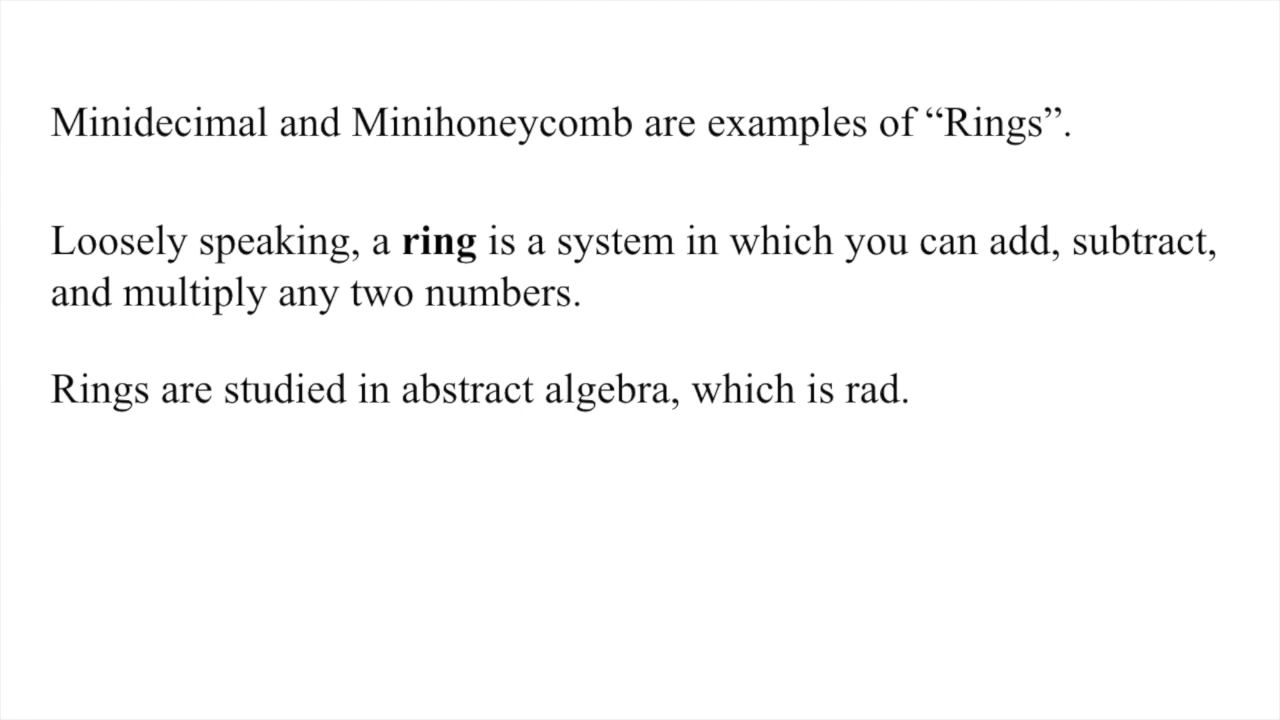 Minidecimal and Minihoneycomb are examples of “Rings”.
Loosely speaking, a ring is a system in which you can add, subtract,
and multiply any two numbers.
Rings are studied in abstract algebra, which is rad.